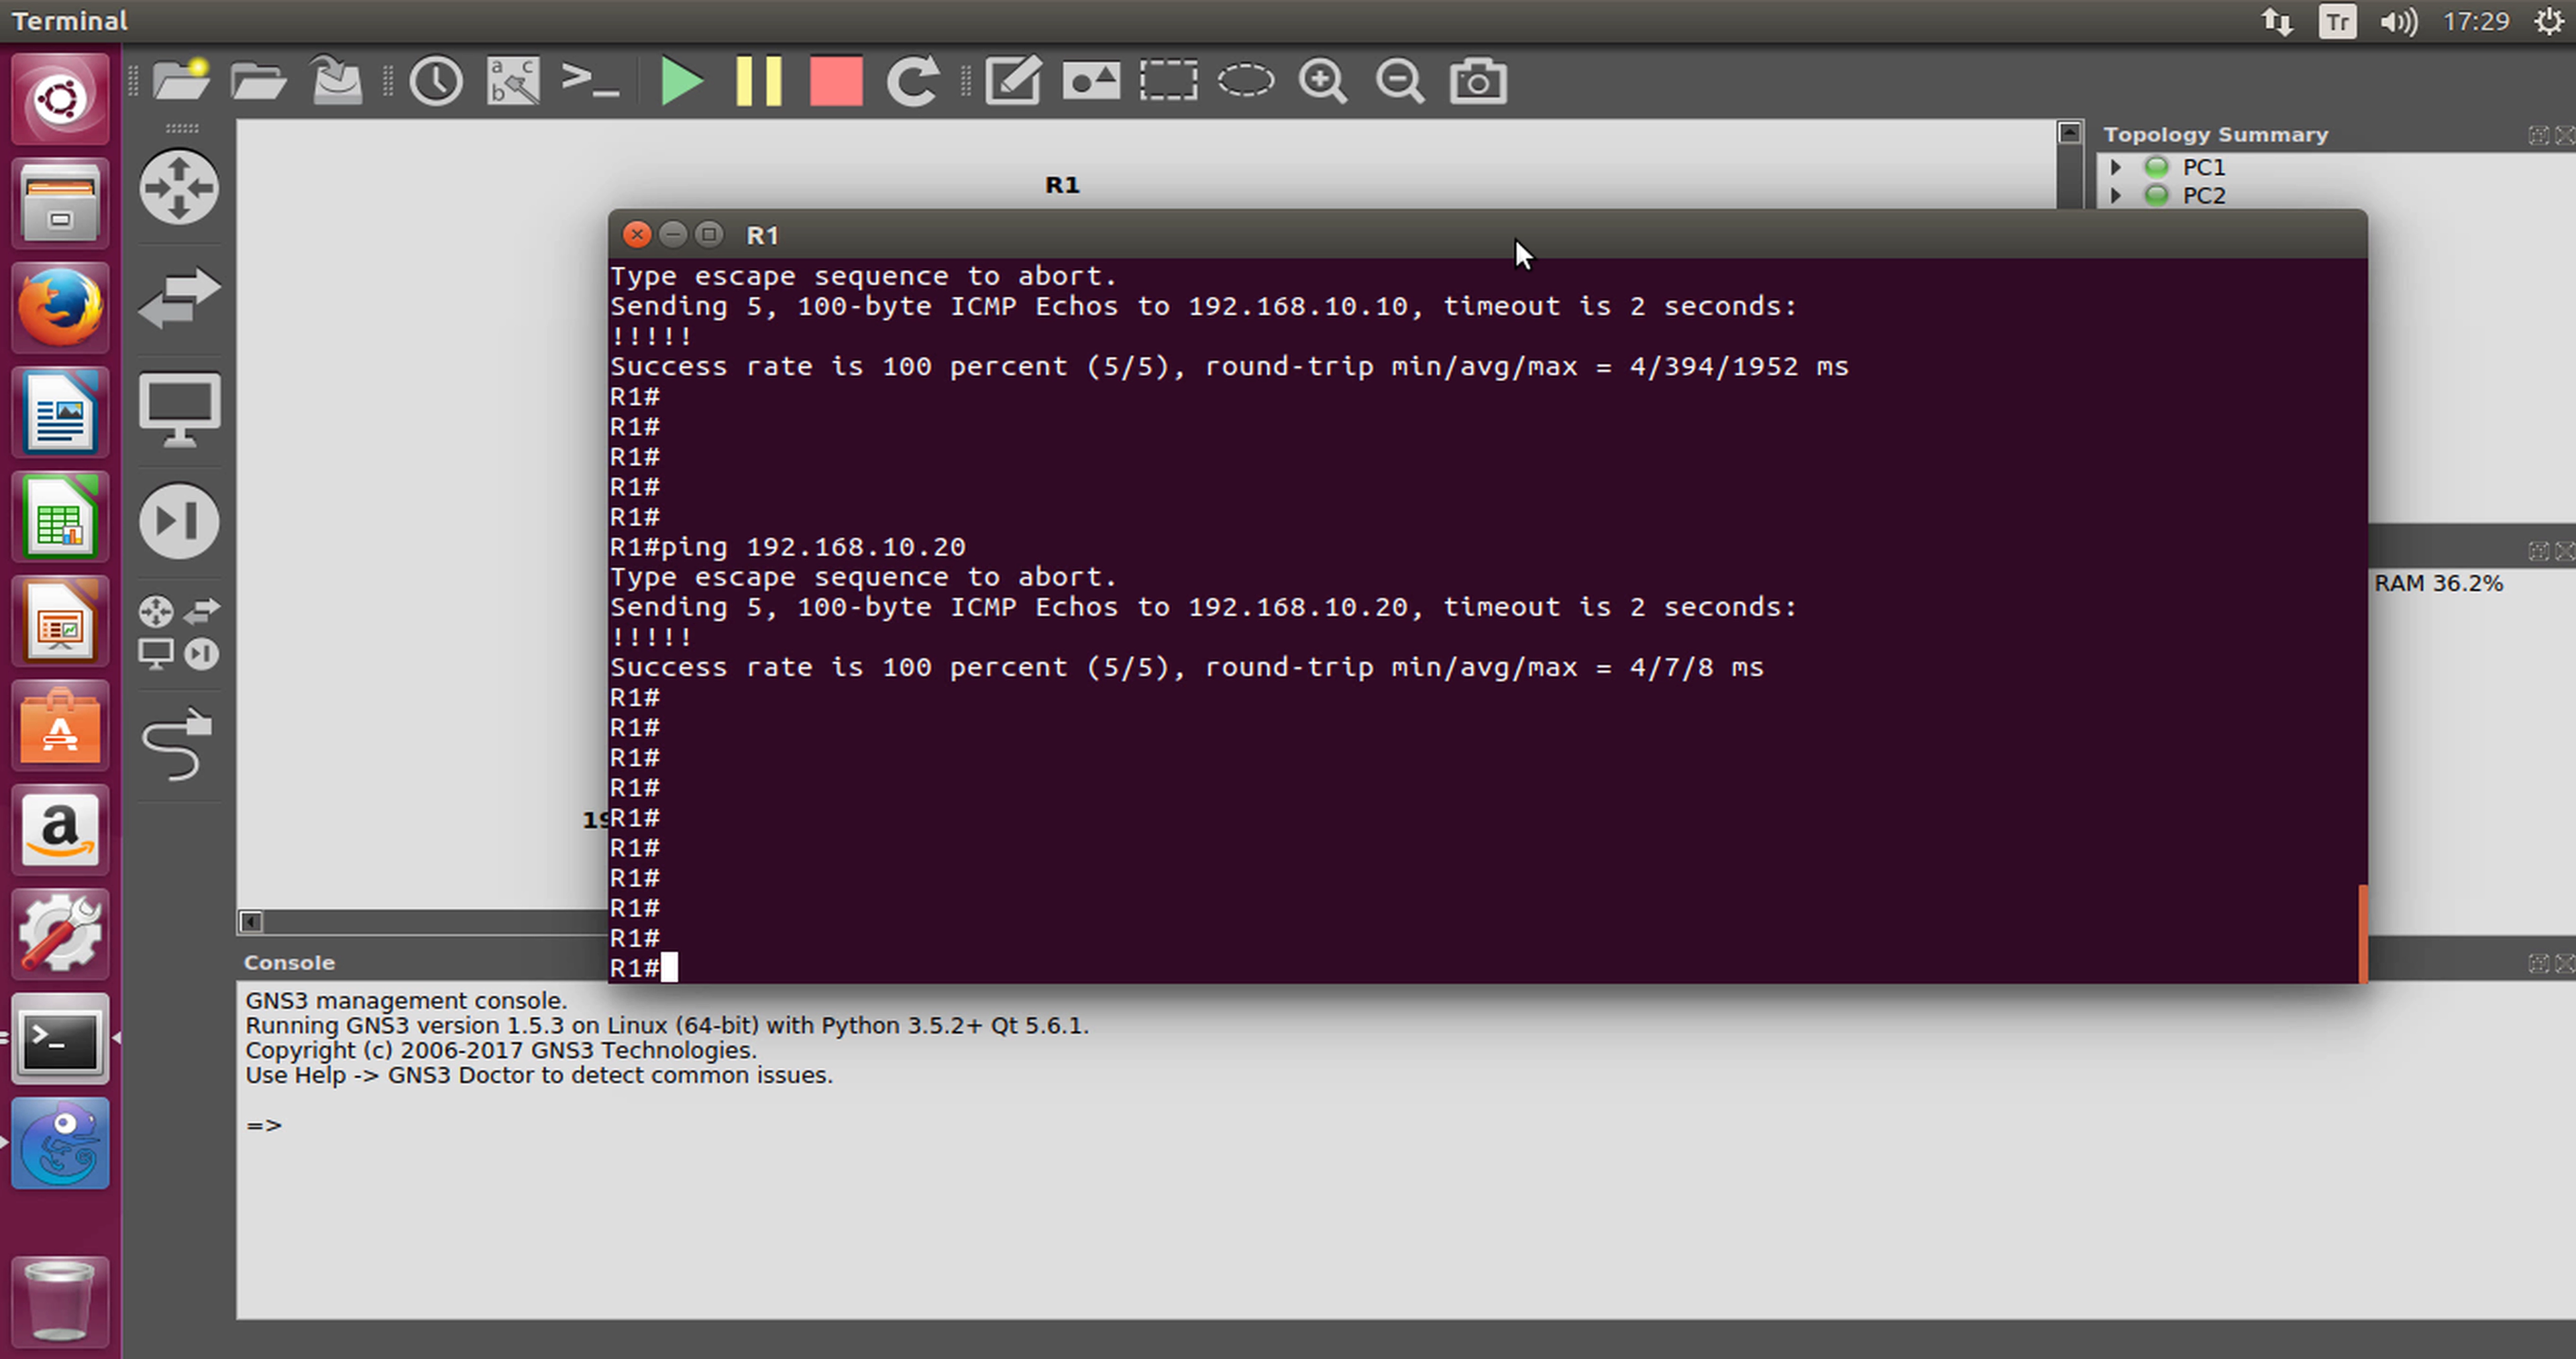 Terminal
Tr
17:29
a c
b
>_
R1
Topology Summary
PC1
PC2
R1
Type escape sequence to abort.
Sending 5, 100-byte ICMP Echos to 192.168.10.10, timeout is 2 seconds:
!!!!!
Success rate is 100 percent (5/5), round-trip min/avg/max = 4/394/1952 ms
R1#
R1#
R1#
R1#
R1#
R1#ping 192.168.10.20
Type escape sequence to abort.
Sending 5, 100-byte ICMP Echos to 192.168.10.20, timeout is 2 seconds:
!!!!!
Success rate is 100 percent (5/5), round-trip min/avg/max = 4/7/8 ms
R1#
R1#
R1#
R1#
R1#
R1#
R1#
R1#
R1#
R1#
RAM 36.2%
Console
GNS3 management console.
Running GNS3 version 1.5.3 on Linux (64-bit) with Python 3.5.2+ Qt 5.6.1.
Copyright (c) 2006-2017 GNS3 Technologies.
Use Help -> GNS3 Doctor to detect common issues.
=>